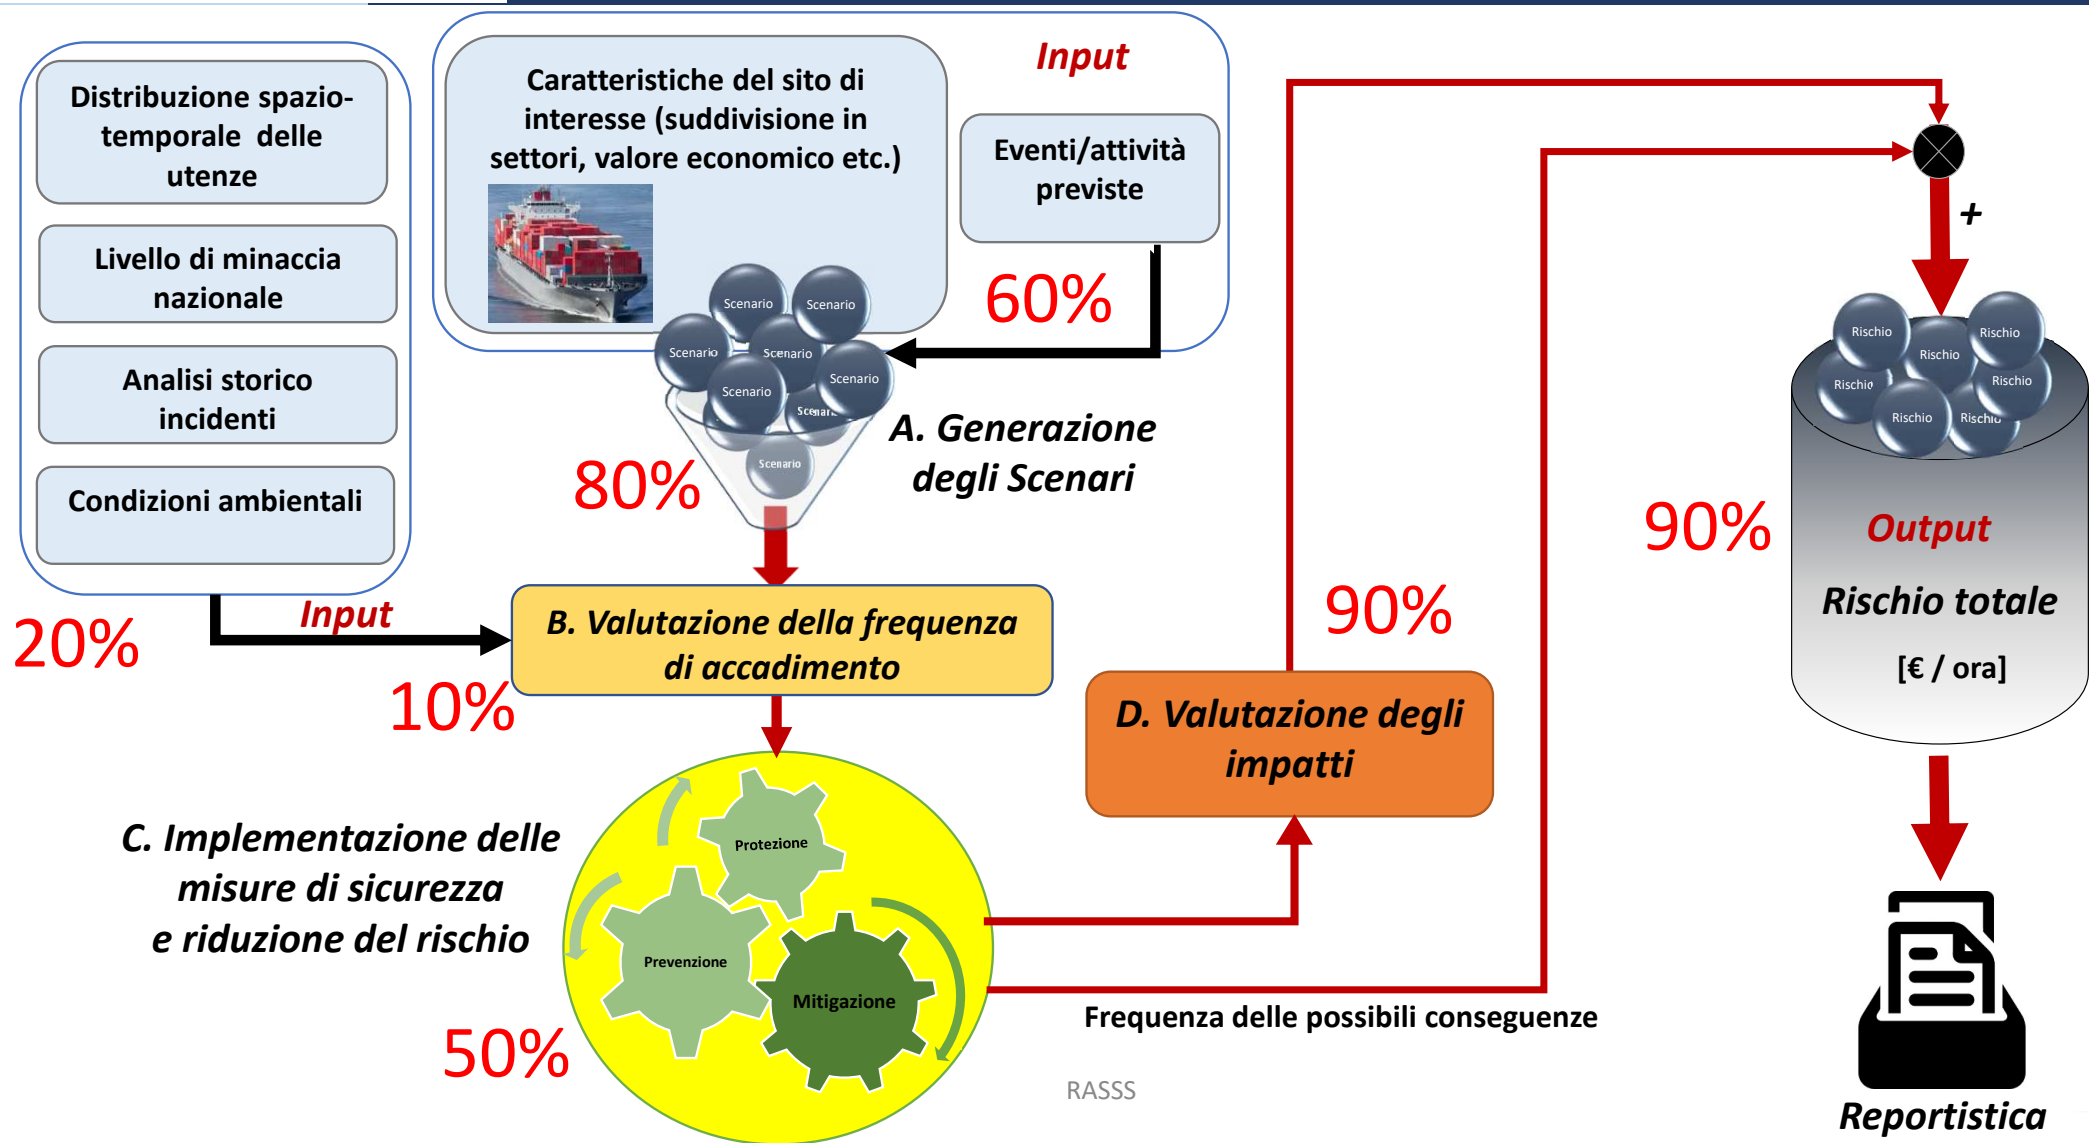 Distribuzione spazio-
temporale delle
utenze
Livello di minaccia
nazionale
Analisi storico
incidenti
Condizioni ambientali
20%
Input
Caratteristiche del sito di
interesse (suddivisione in
settori, valore economico etc.)
Input
Eventi/attività
previste
60%
Scenario
Scenario
Scenario
Scenario
Scenario
Scenario
Scenario
A. Generazione
degli Scenari
80%
B. Valutazione della frequenza
di accadimento
10%
C. Implementazione delle
misure di sicurezza
e riduzione del rischio
Protezione
Prevenzione
Mitigazione
50%
D. Valutazione degli
impatti
90%
Frequenza delle possibili conseguenze
+
Rischio
Rischio
Rischio
Rischio
Rischio
Rischio
Rischio
90%
Output
Rischio totale
[€ / ora]
Reportistica
RASSS